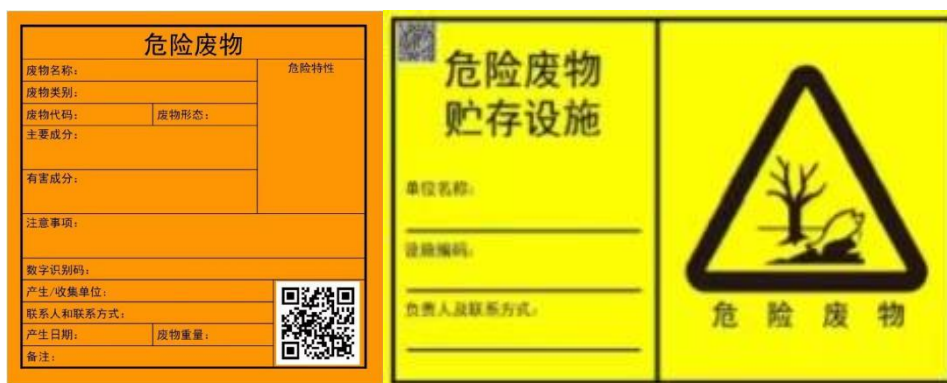 危险废物
废物名称：
危险特性
废物类别：
废物代码：
废物形态：
主要成分：
有害成分：
注意事项：
数字识别码：
产生/收集单位：
联系人和联系方式：
产生日期：
废物重量：
备注：
危险废物
贮存设施
单位名称：
设施编码：
负责人及联系方式：
危险废物